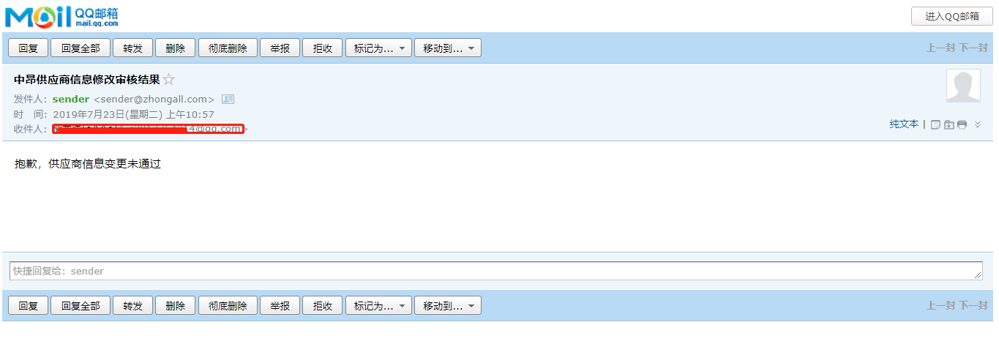 Mail QQ邮箱 mail.qq.com 进入QQ邮箱
回复 回复全部 转发 删除 彻底删除 举报 拒收 标记为... 移动到... 上一封 下一封
中昂供应商信息修改审核结果
发件人：sender <sender@zhongall.com>
时 间：2019年7月23日(星期二) 上午10:57
纯文本 |
收件人： 4@qq.com>
抱歉，供应商信息变更未通过
快捷回复给：sender
回复 回复全部 转发 删除 彻底删除 举报 拒收 标记为... 移动到... 上一封 下一封